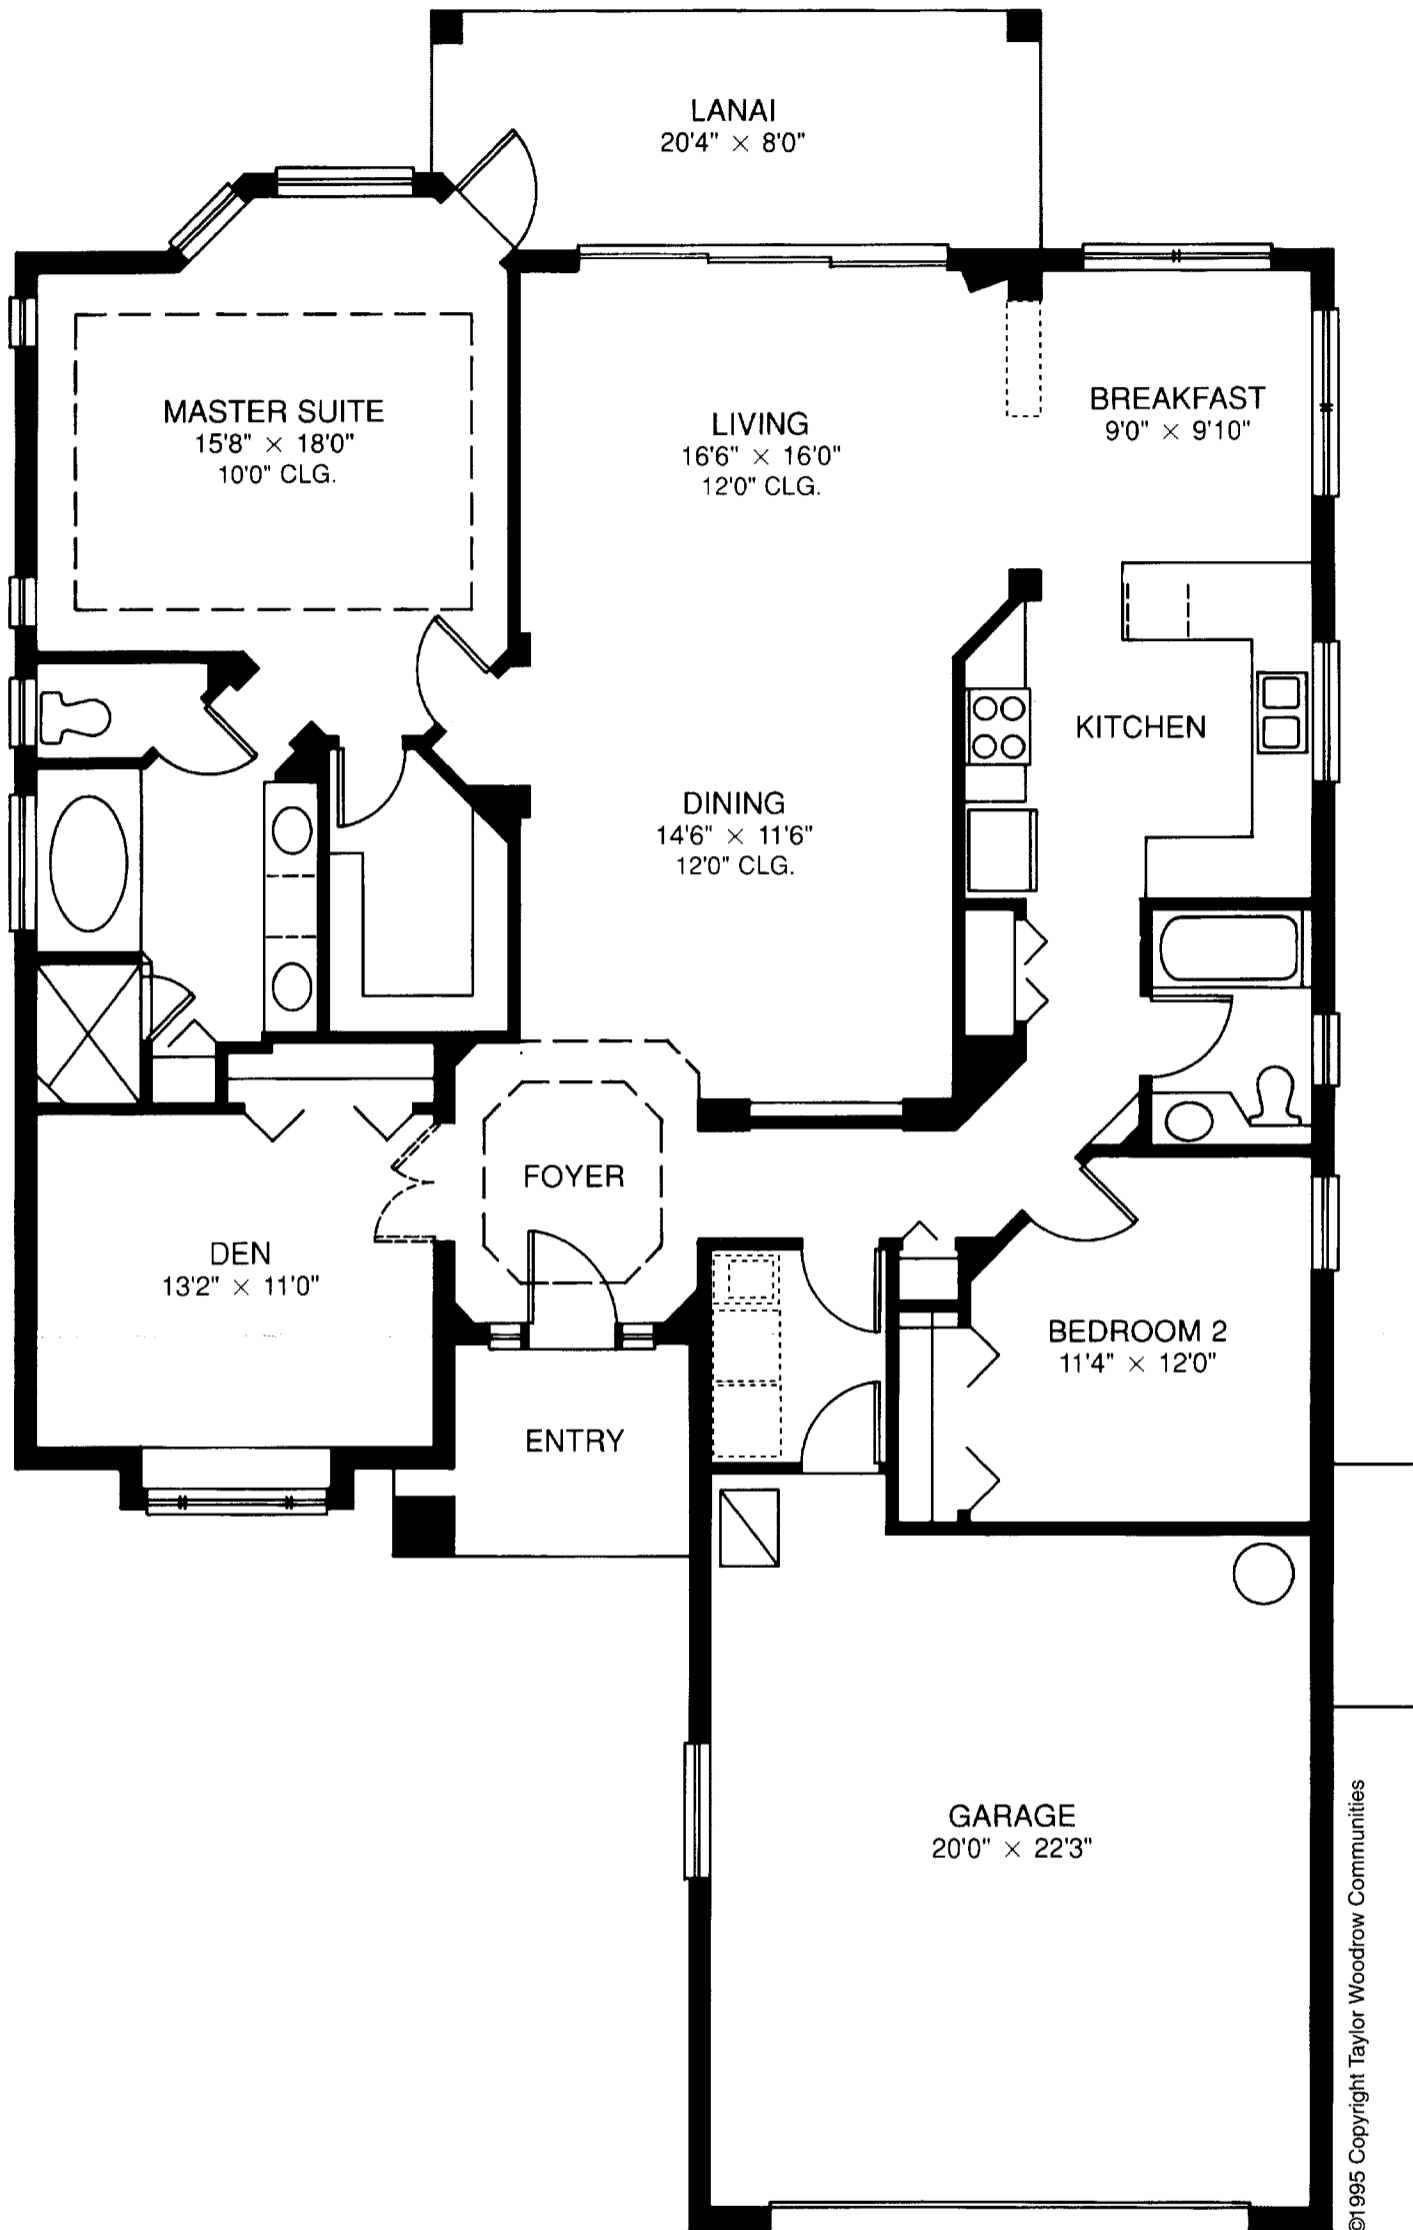 LANAI
20'4" × 8'0"
MASTER SUITE
15'8" × 18'0"
10'0" CLG.
LIVING
16'6" × 16'0"
12'0" CLG.
BREAKFAST
9'0" × 9'10"
KITCHEN
DINING
14'6" × 11'6"
12'0" CLG.
FOYER
DEN
13'2" × 11'0"
BEDROOM 2
11'4" × 12'0"
ENTRY
GARAGE
20'0" × 22'3"
©1995 Copyright Taylor Woodrow Communities